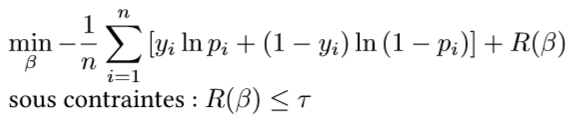 min_β −1/n ∑_{i=1}^{n} [y_i ln p_i + (1 − y_i) ln (1 − p_i)] + R(β)
sous contraintes : R(β) ≤ τ